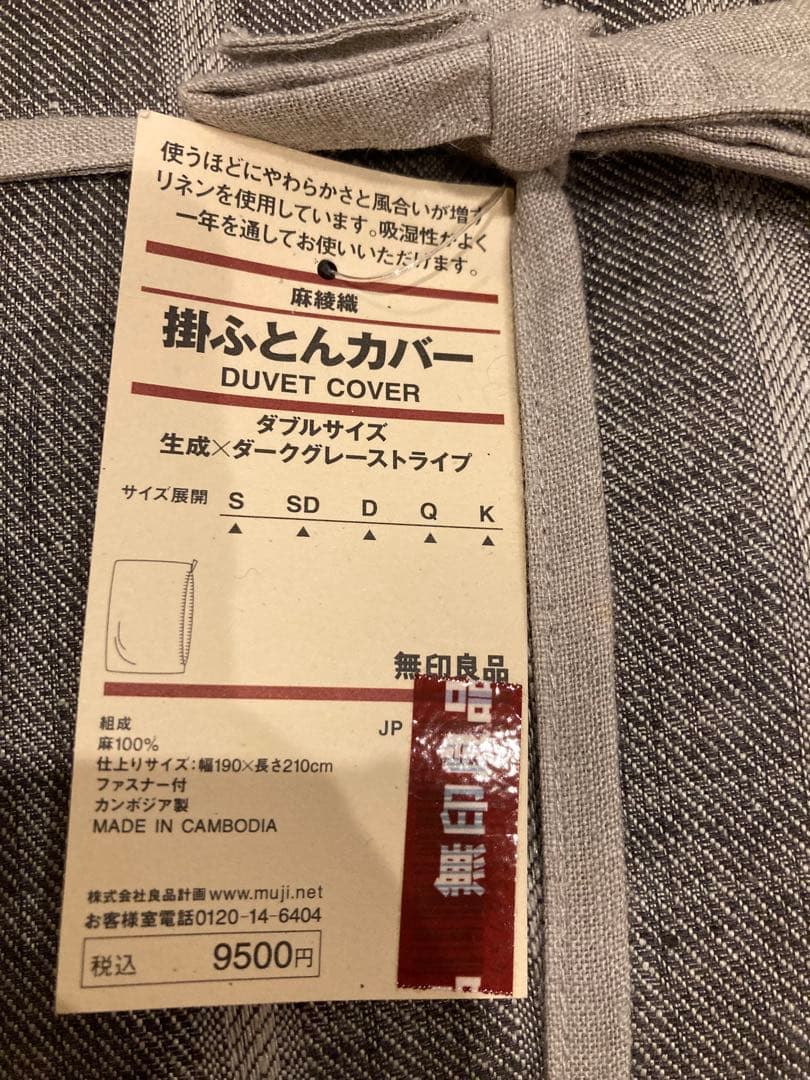 使うほどにやわらかさと風合いが増す
リネンを使用しています。吸湿性がよく
一年を通してお使いいただけます。
麻綾織
掛ふとんカバー
DUVET COVER
ダブルサイズ
生成×ダークグレーストライプ
サイズ展開 S SD D Q K
▲ ▲ ▲ ▲ ▲
無印良品
JP
組成
麻100%
仕上りサイズ:幅190×長さ210cm
ファスナー付
カンボジア製
MADE IN CAMBODIA
株式会社良品計画 www.muji.net
お客様室電話0120-14-6404
税込 9500円
無印良品